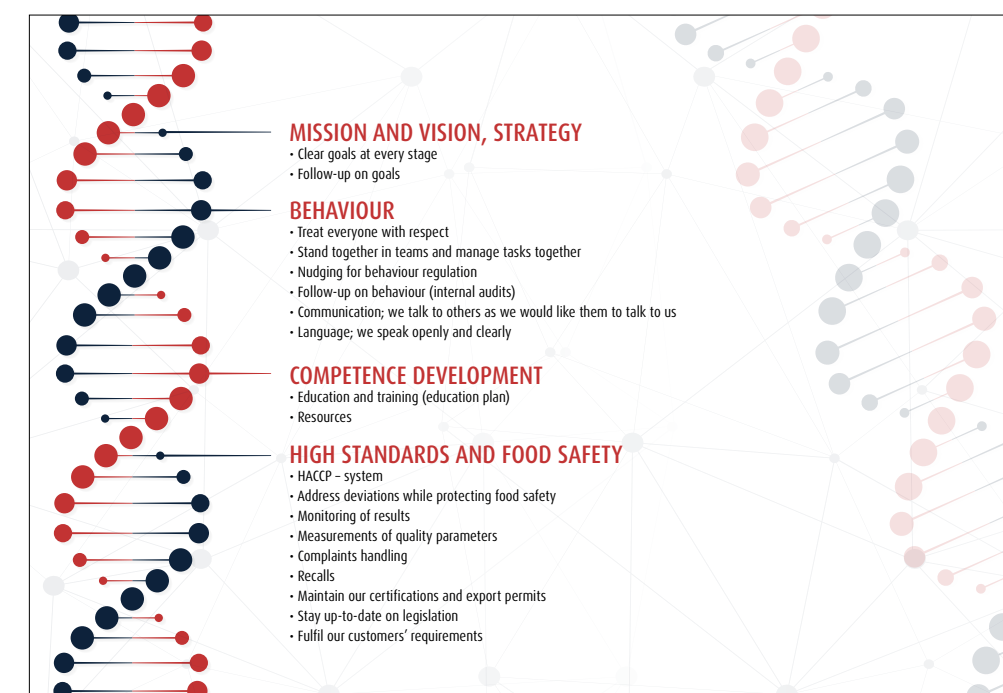 MISSION AND VISION, STRATEGY
• Clear goals at every stage
• Follow-up on goals
BEHAVIOUR
• Treat everyone with respect
• Stand together in teams and manage tasks together
• Nudging for behaviour regulation
• Follow-up on behaviour (internal audits)
• Communication; we talk to others as we would like them to talk to us
• Language; we speak openly and clearly
COMPETENCE DEVELOPMENT
• Education and training (education plan)
• Resources
HIGH STANDARDS AND FOOD SAFETY
• HACCP – system
• Address deviations while protecting food safety
• Monitoring of results
• Measurements of quality parameters
• Complaints handling
• Recalls
• Maintain our certifications and export permits
• Stay up-to-date on legislation
• Fulfil our customers’ requirements